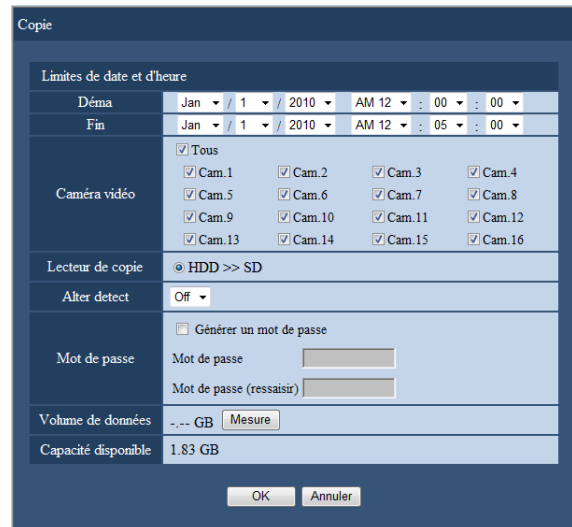 Copie
Limites de date et d'heure
Déma Jan / 1 / 2010 AM 12 : 00 : 00
Fin Jan / 1 / 2010 AM 12 : 05 : 00
Tous
Cam.1 Cam.2 Cam.3 Cam.4
Caméra vidéo Cam.5 Cam.6 Cam.7 Cam.8
Cam.9 Cam.10 Cam.11 Cam.12
Cam.13 Cam.14 Cam.15 Cam.16
Lecteur de copie HDD >> SD
Alter detect Off
Générer un mot de passe
Mot de passe Mot de passe
Mot de passe (ressaisir)
Volume de données -.-- GB Mesure
Capacité disponible 1.83 GB
OK Annuler